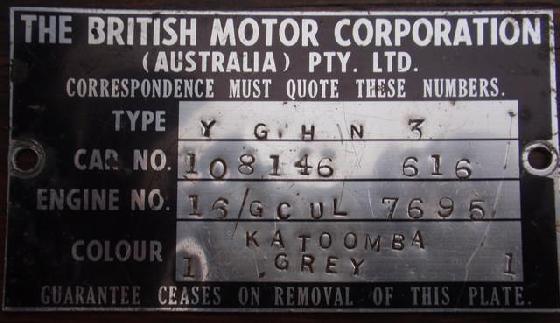 THE BRITISH MOTOR CORPORATION
(AUSTRALIA) PTY. LTD.
CORRESPONDENCE MUST QUOTE THESE NUMBERS.
TYPE Y G H N 3
CAR NO. 108146 616
ENGINE NO. 16/GCUL 7695
COLOUR KATOOMBA
1 GREY 1
GUARANTEE CEASES ON REMOVAL OF THIS PLATE.